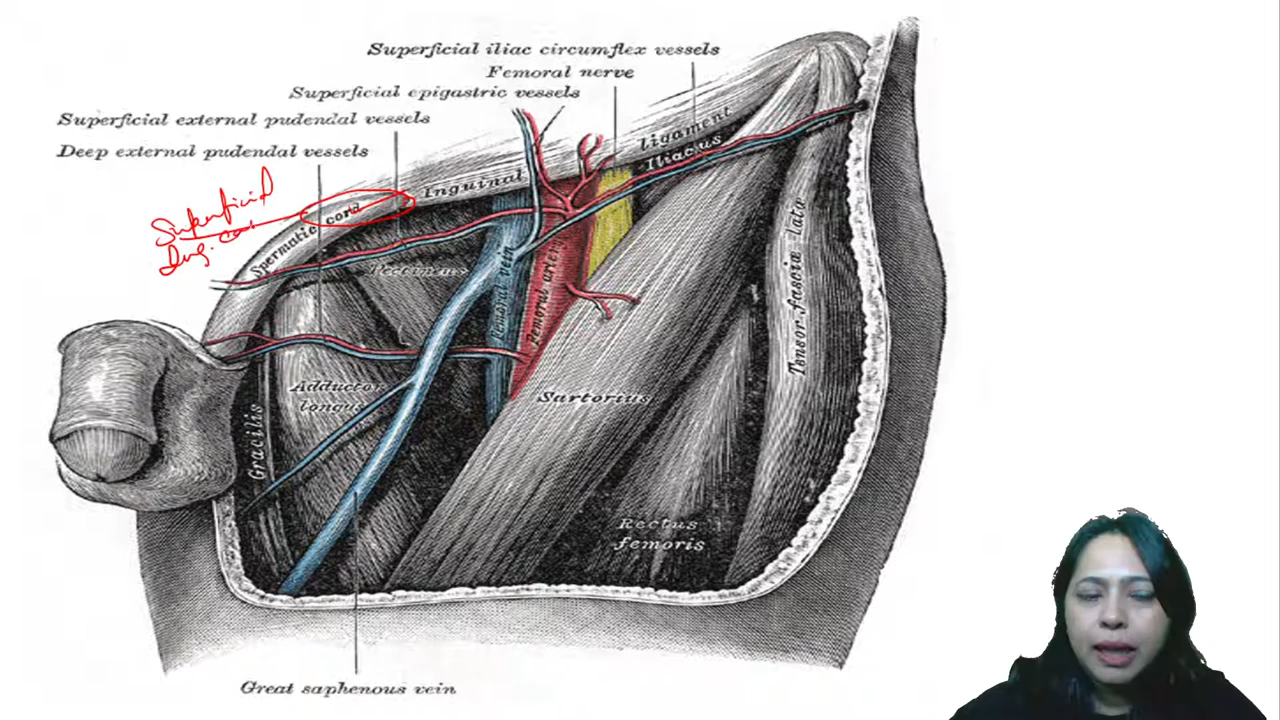 Superficial iliac circumflex vessels
Femoral nerve
Superficial epigastric vessels
Superficial external pudendal vessels
Deep external pudendal vessels
Superficial
Ing.
Spermatic cord
Inguinal ligament
Iliacus
Pectineus
Femoral vein
Femoral artery
Tensor fasciæ latæ
Adductor
longus
Sartorius
Gracilis
Rectus
femoris
Great saphenous vein